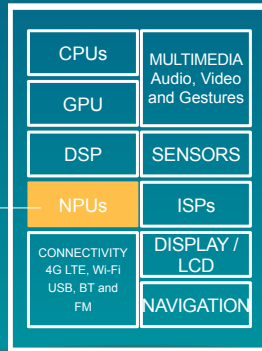 CPUs
GPU
DSP
NPUs
CONNECTIVITY
4G LTE, Wi-Fi
USB, BT and
FM
MULTIMEDIA
Audio, Video
and Gestures
SENSORS
ISPs
DISPLAY /
LCD
NAVIGATION